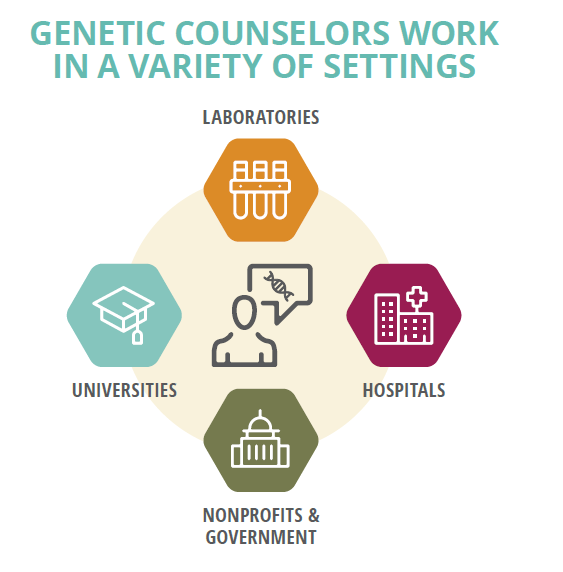 GENETIC COUNSELORS WORK
IN A VARIETY OF SETTINGS
LABORATORIES
UNIVERSITIES
HOSPITALS
NONPROFITS &
GOVERNMENT